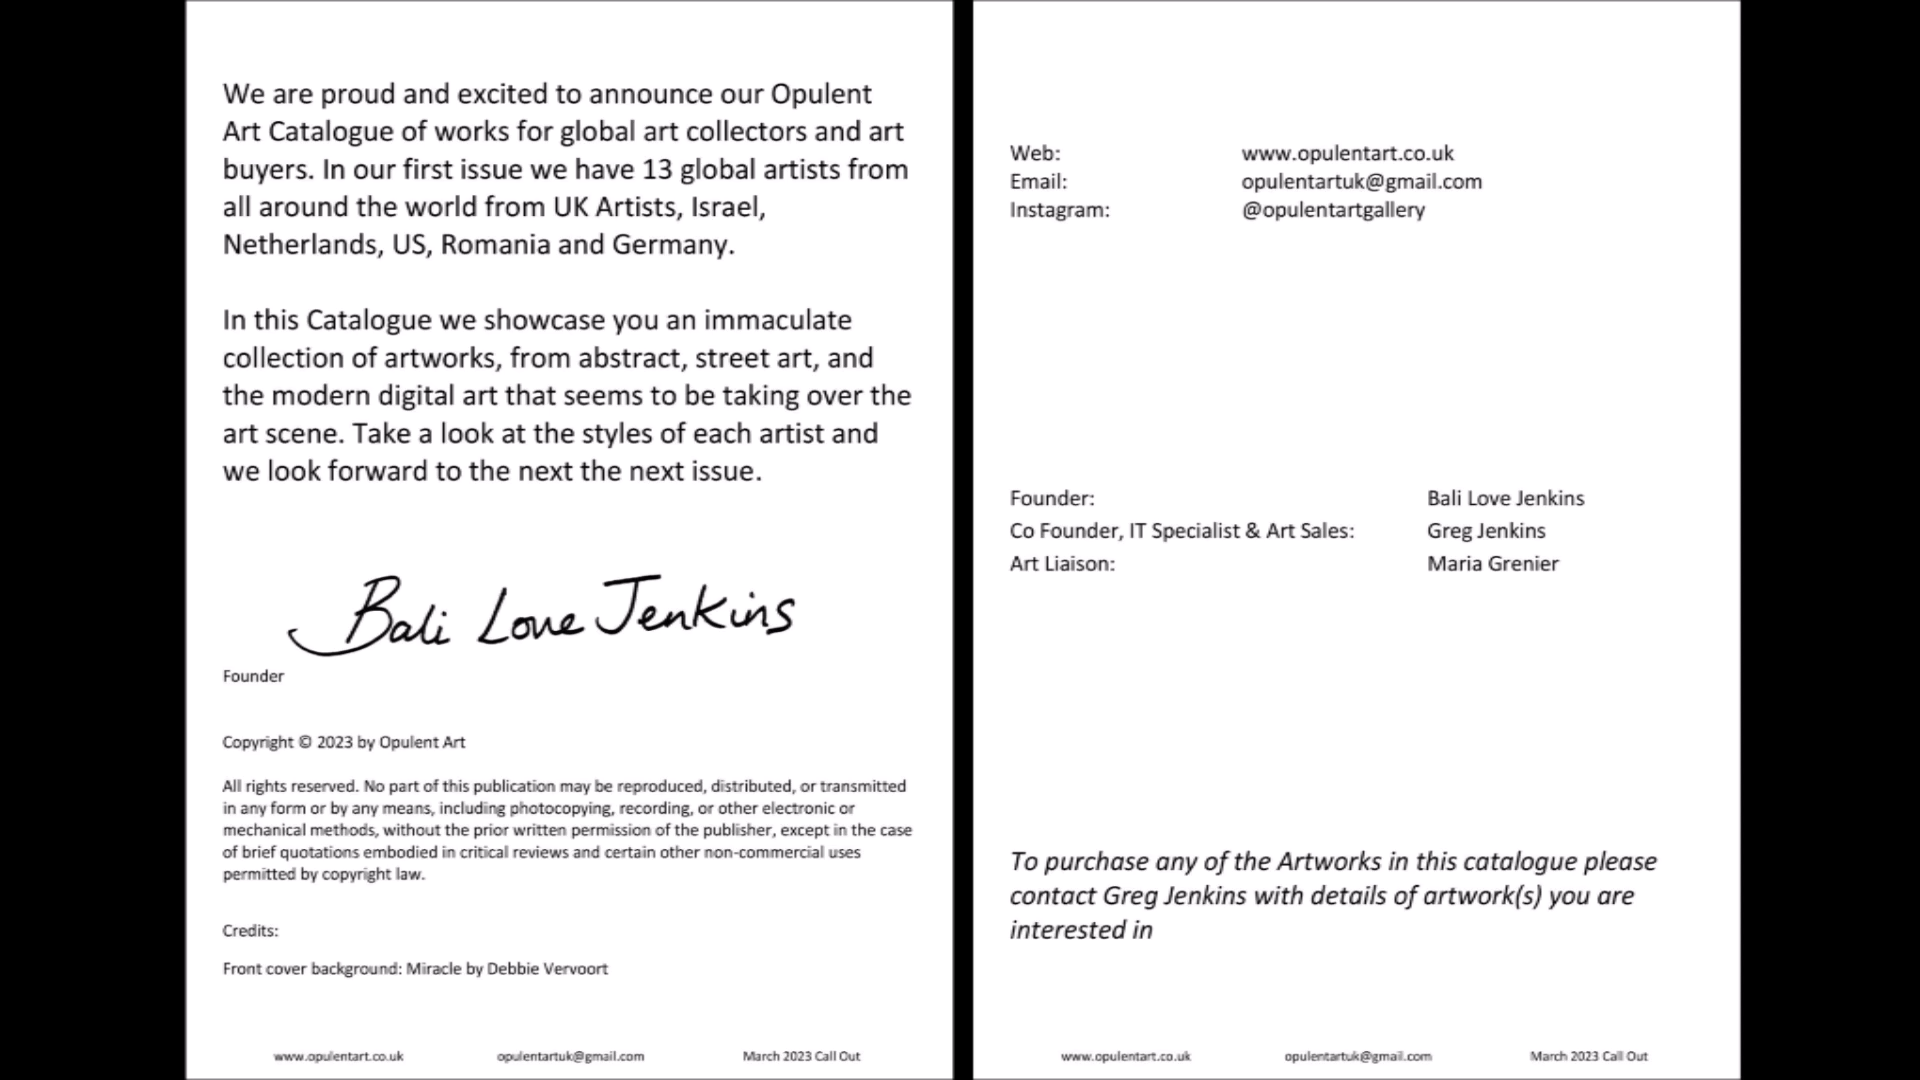 We are proud and excited to announce our Opulent
Art Catalogue of works for global art collectors and art
buyers. In our first issue we have 13 global artists from
all around the world from UK Artists, Israel,
Netherlands, US, Romania and Germany.
In this Catalogue we showcase you an immaculate
collection of artworks, from abstract, street art, and
the modern digital art that seems to be taking over the
art scene. Take a look at the styles of each artist and
we look forward to the next the next issue.
Bali Love Jenkins
Founder
Copyright © 2023 by Opulent Art
All rights reserved. No part of this publication may be reproduced, distributed, or transmitted
in any form or by any means, including photocopying, recording, or other electronic or
mechanical methods, without the prior written permission of the publisher, except in the case
of brief quotations embodied in critical reviews and certain other non-commercial uses
permitted by copyright law.
Credits:
Front cover background: Miracle by Debbie Vervoort
www.opulentart.co.uk opulentartuk@gmail.com March 2023 Call Out
Web: www.opulentart.co.uk
Email: opulentartuk@gmail.com
Instagram: @opulentartgallery
Founder: Bali Love Jenkins
Co Founder, IT Specialist & Art Sales: Greg Jenkins
Art Liaison: Maria Grenier
To purchase any of the Artworks in this catalogue please
contact Greg Jenkins with details of artwork(s) you are
interested in
www.opulentart.co.uk opulentartuk@gmail.com March 2023 Call Out